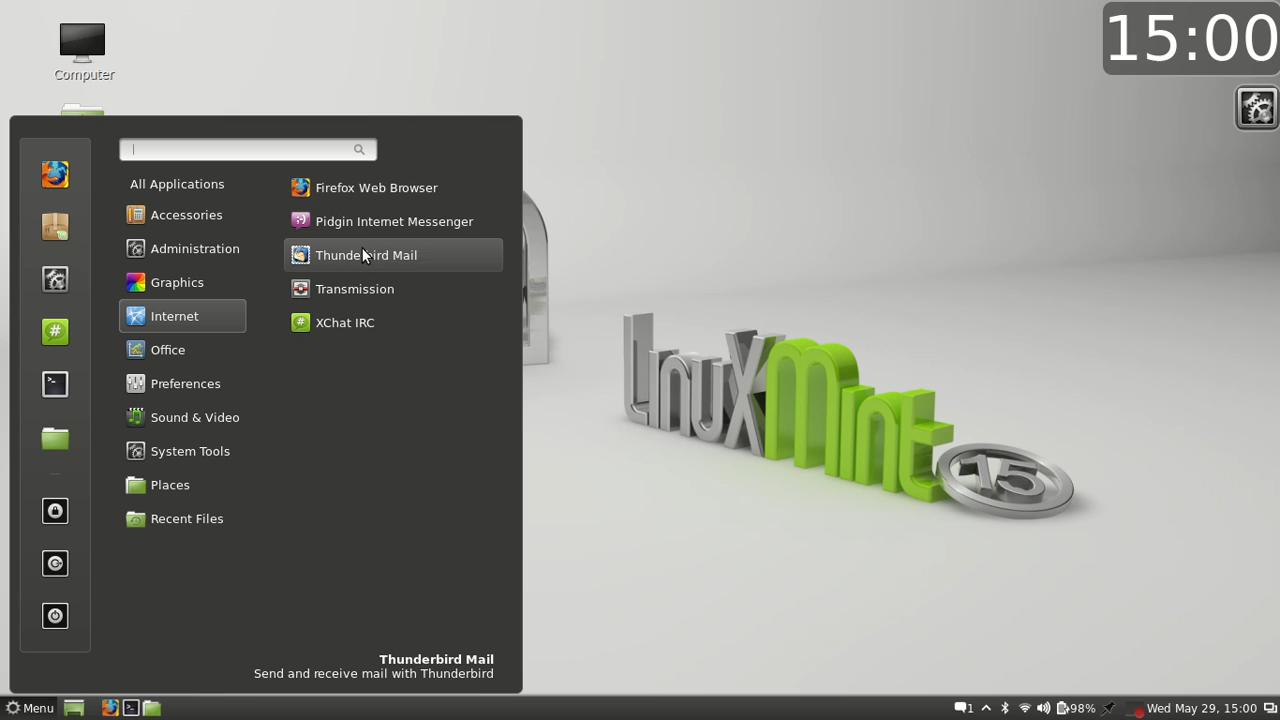 15:00
Computer
All Applications
Accessories
Administration
Graphics
Internet
Office
Preferences
Sound & Video
System Tools
Places
Recent Files
Firefox Web Browser
Pidgin Internet Messenger
Thunderbird Mail
Transmission
XChat IRC
LinuxMint
15
Thunderbird Mail
Send and receive mail with Thunderbird
Menu
1
98%
Wed May 29, 15:00